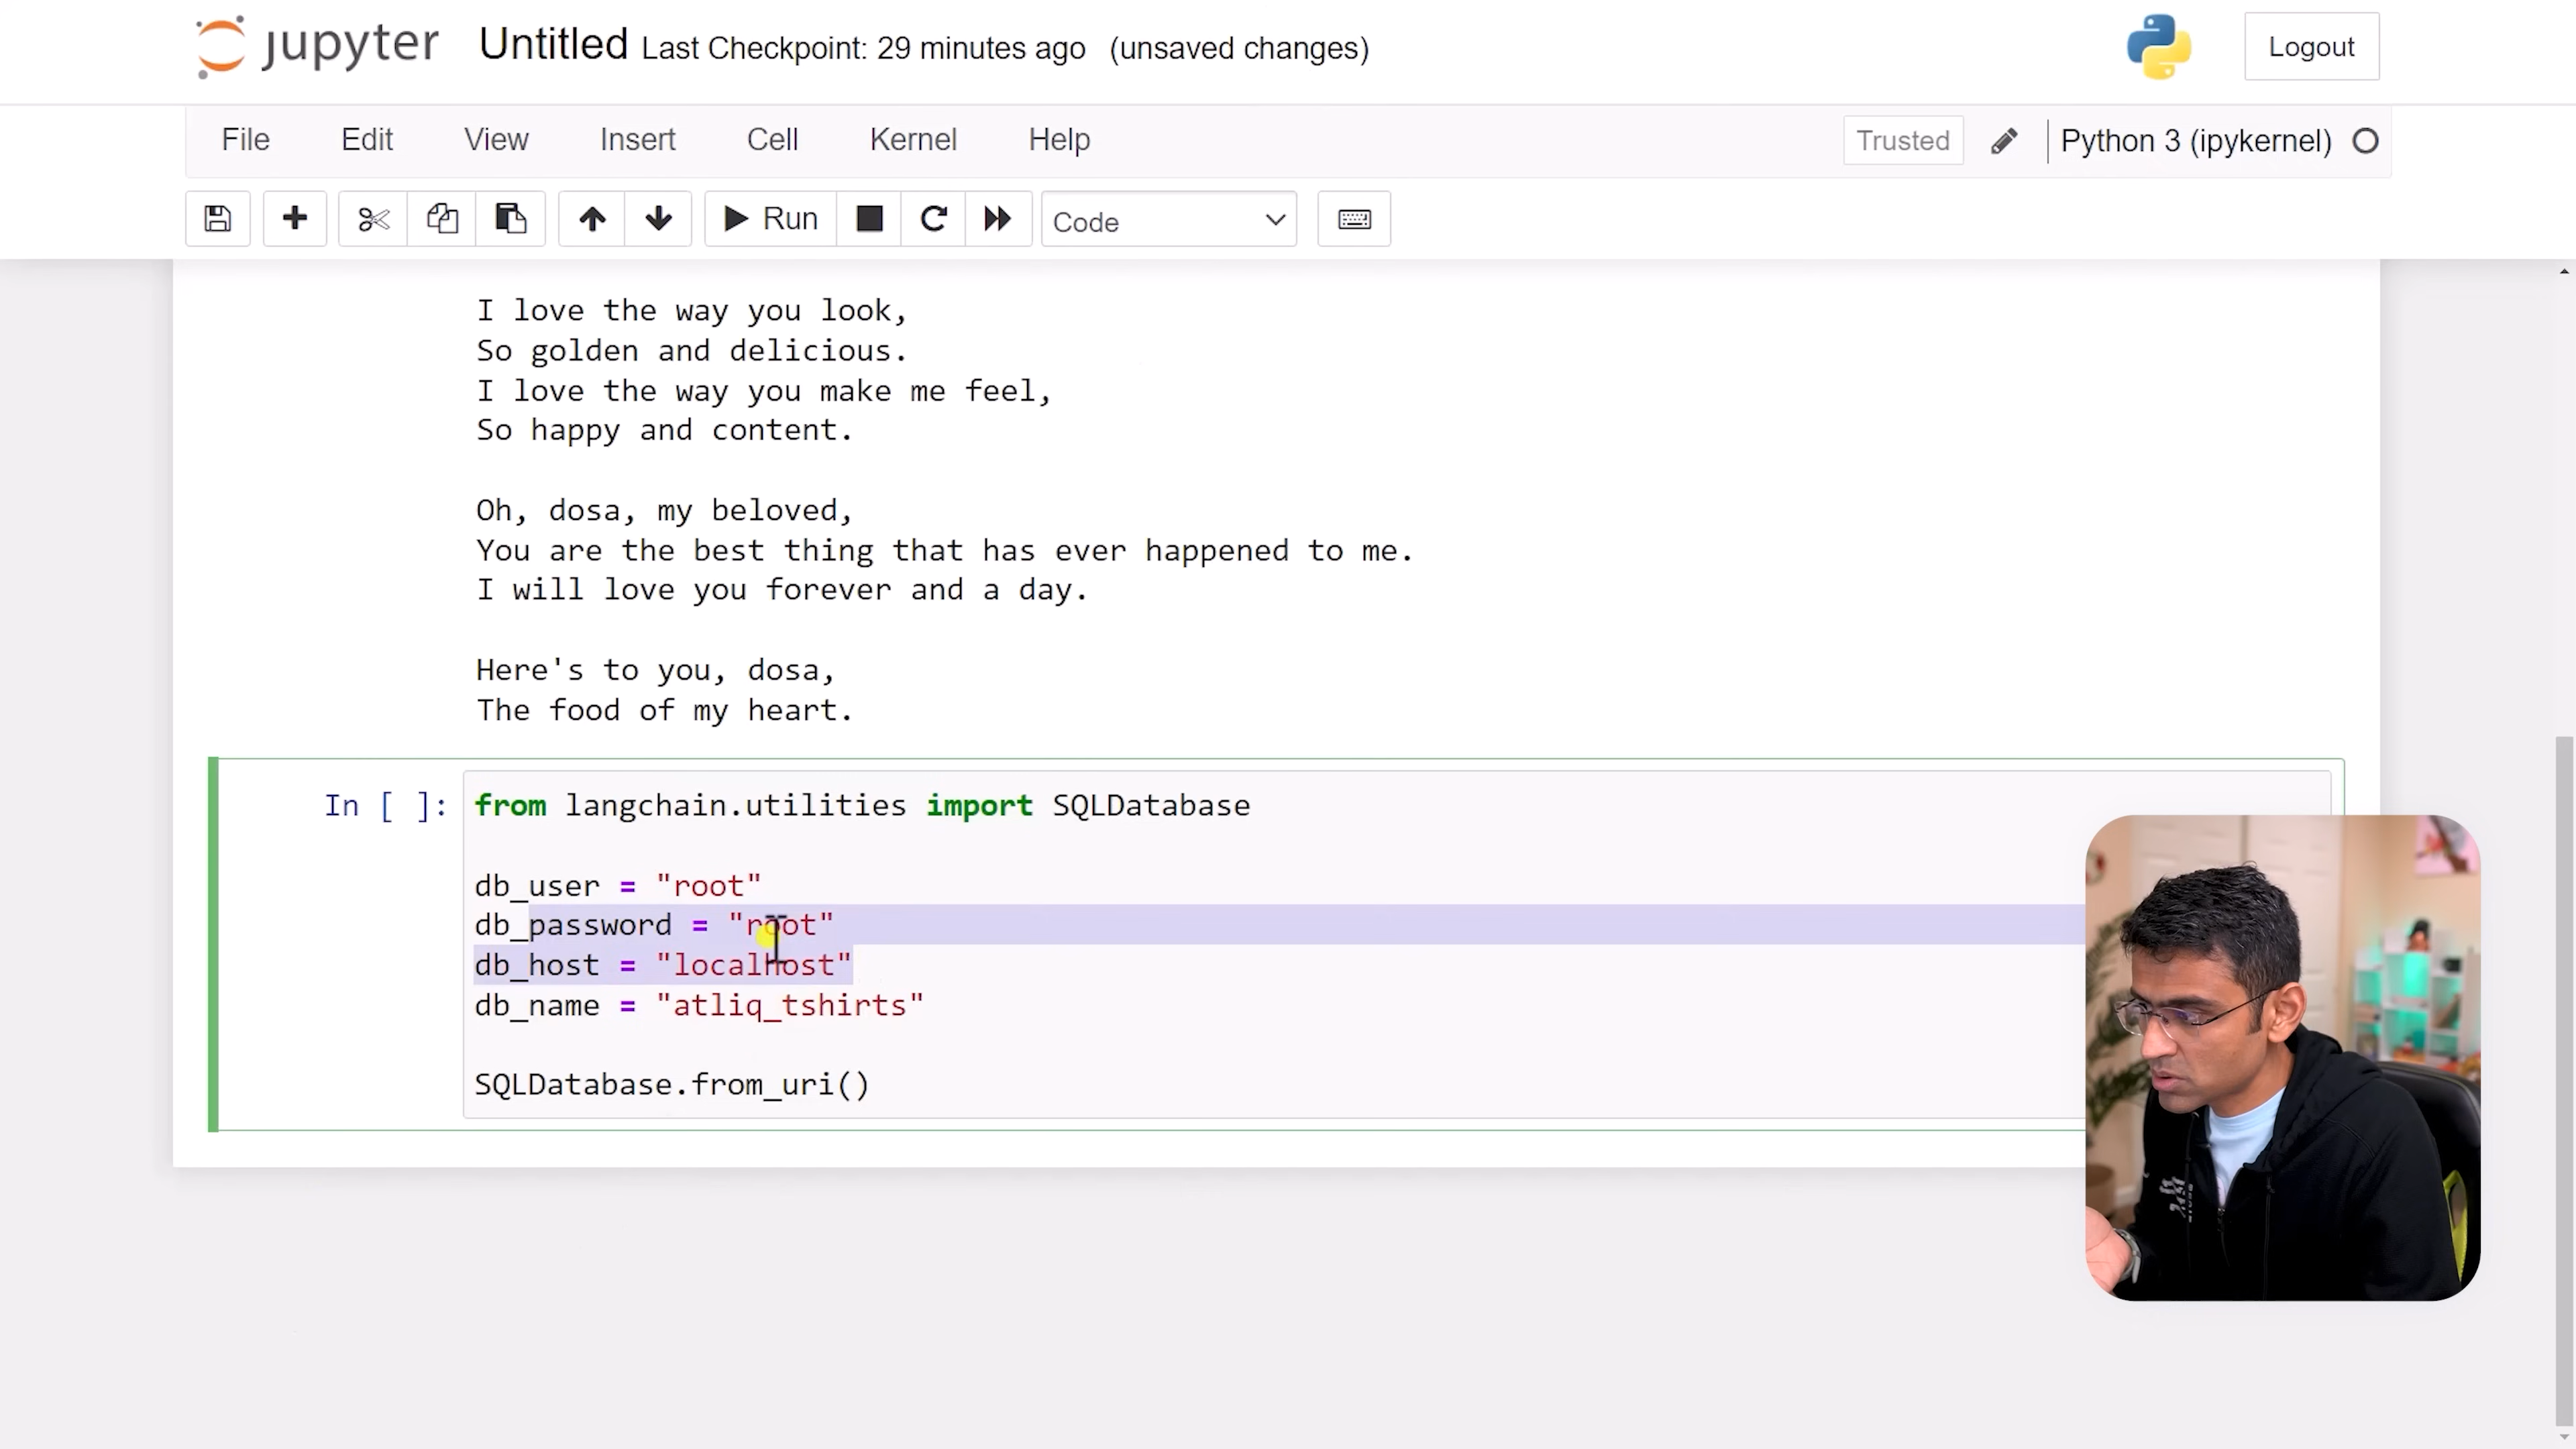 jupyter Untitled Last Checkpoint: 29 minutes ago (unsaved changes) Logout
File Edit View Insert Cell Kernel Help Trusted Python 3 (ipykernel)
Run Code
I love the way you look,
So golden and delicious.
I love the way you make me feel,
So happy and content.
Oh, dosa, my beloved,
You are the best thing that has ever happened to me.
I will love you forever and a day.
Here's to you, dosa,
The food of my heart.
In [ ]: from langchain.utilities import SQLDatabase
db_user = "root"
db_password = "root"
db_host = "localhost"
db_name = "atliq_tshirts"
SQLDatabase.from_uri()